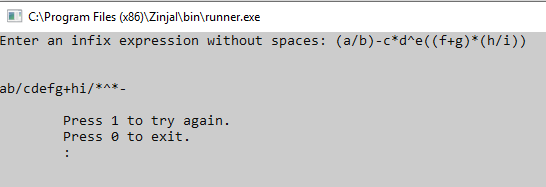 C:\Program Files (x86)\Zinjal\bin\runner.exe
Enter an infix expression without spaces: (a/b)-c*d^e((f+g)*(h/i))
ab/cdefg+hi/*^*-
Press 1 to try again.
Press 0 to exit.
: